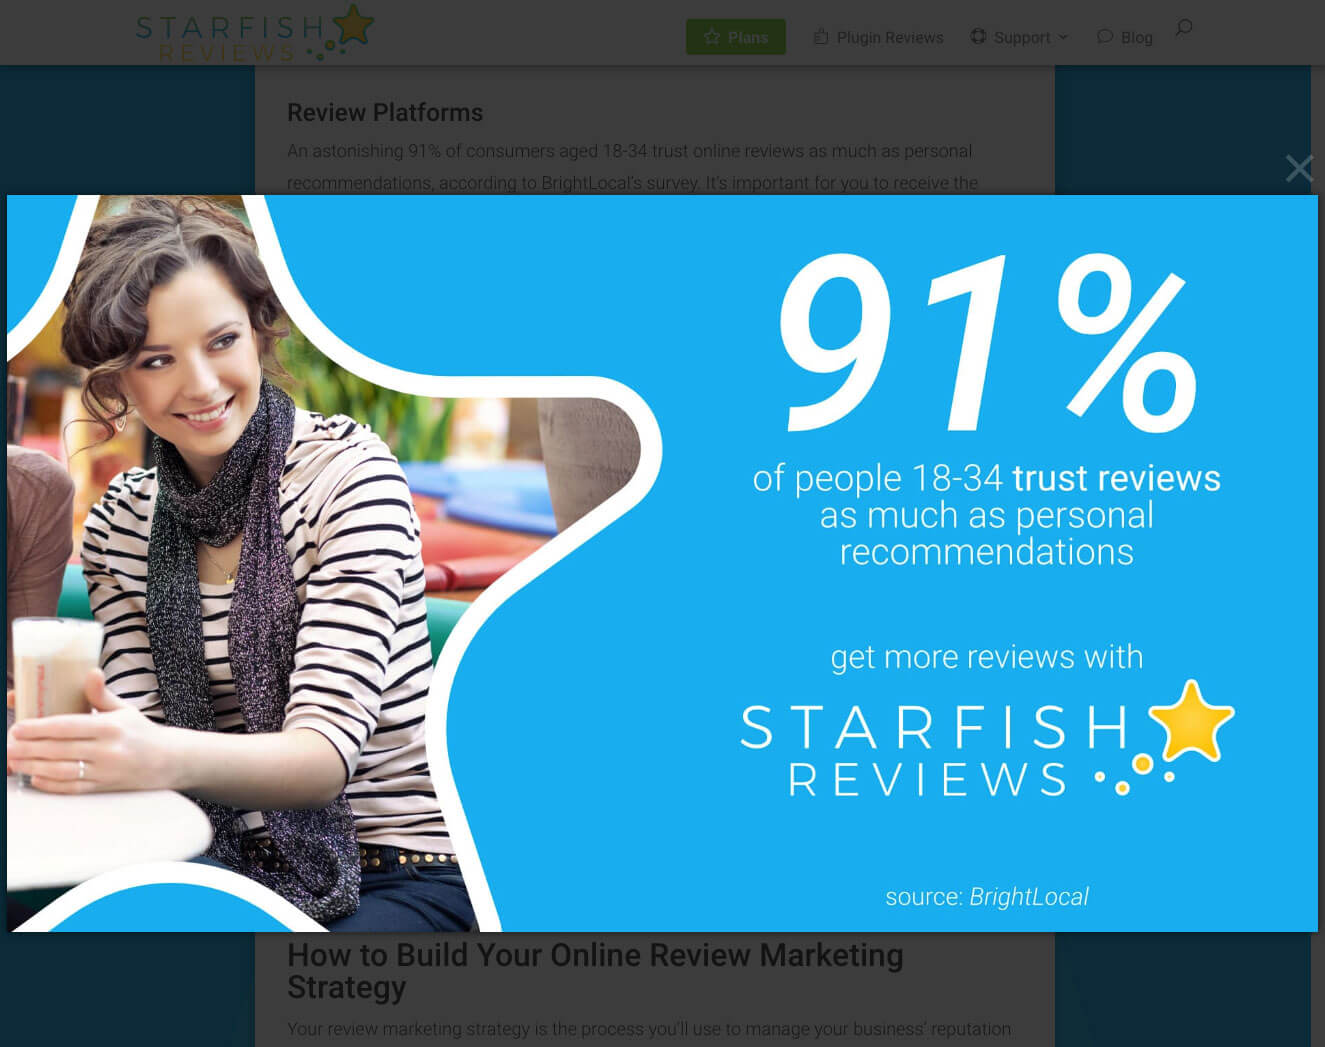 STARFISH
REVIEWS
Plans
Plugin Reviews
Support
Blog
Review Platforms
An astonishing 91% of consumers aged 18-34 trust online reviews as much as personal
recommendations, according to BrightLocal's survey. It's important for you to receive the
91%
of people 18-34 trust reviews
as much as personal
recommendations
get more reviews with
STARFISH
REVIEWS
source: BrightLocal
How to Build Your Online Review Marketing
Strategy
Your review marketing strategy is the process you'll use to manage your business' reputation